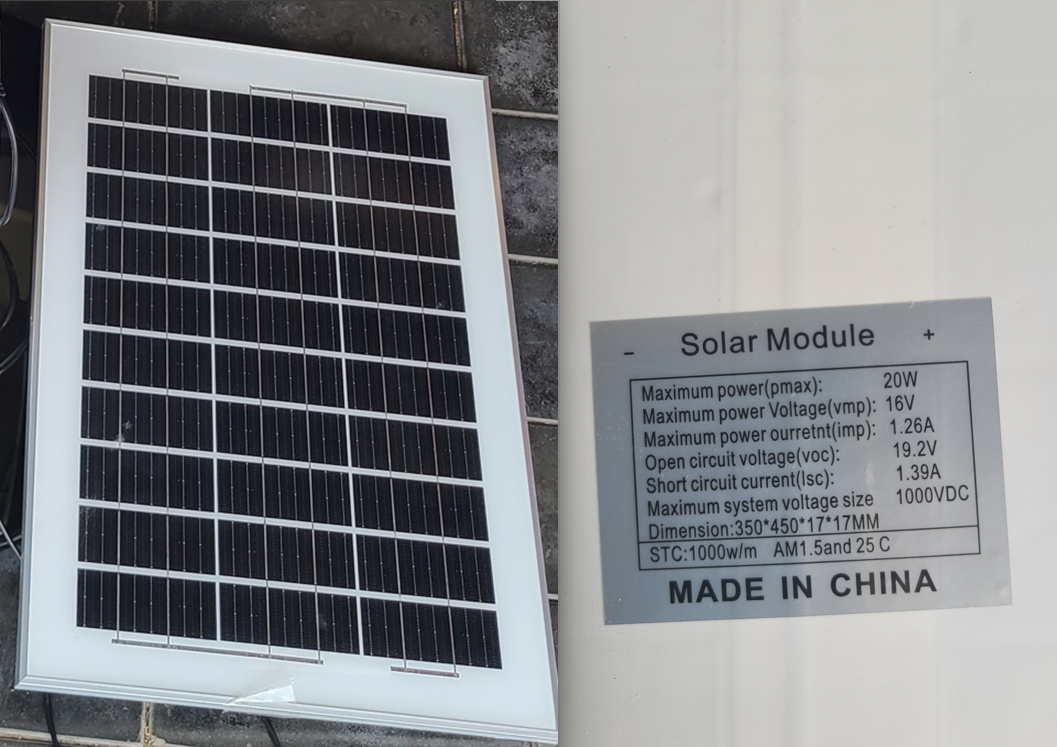 - Solar Module +
Maximum power(pmax): 20W
Maximum power Voltage(vmp): 16V
Maximum power ourretnt(imp): 1.26A
Open circuit voltage(voc): 19.2V
Short circuit current(lsc): 1.39A
Maximum system voltage size 1000VDC
Dimension:350*450*17*17MM
STC:1000w/m AM1.5and 25 C
MADE IN CHINA